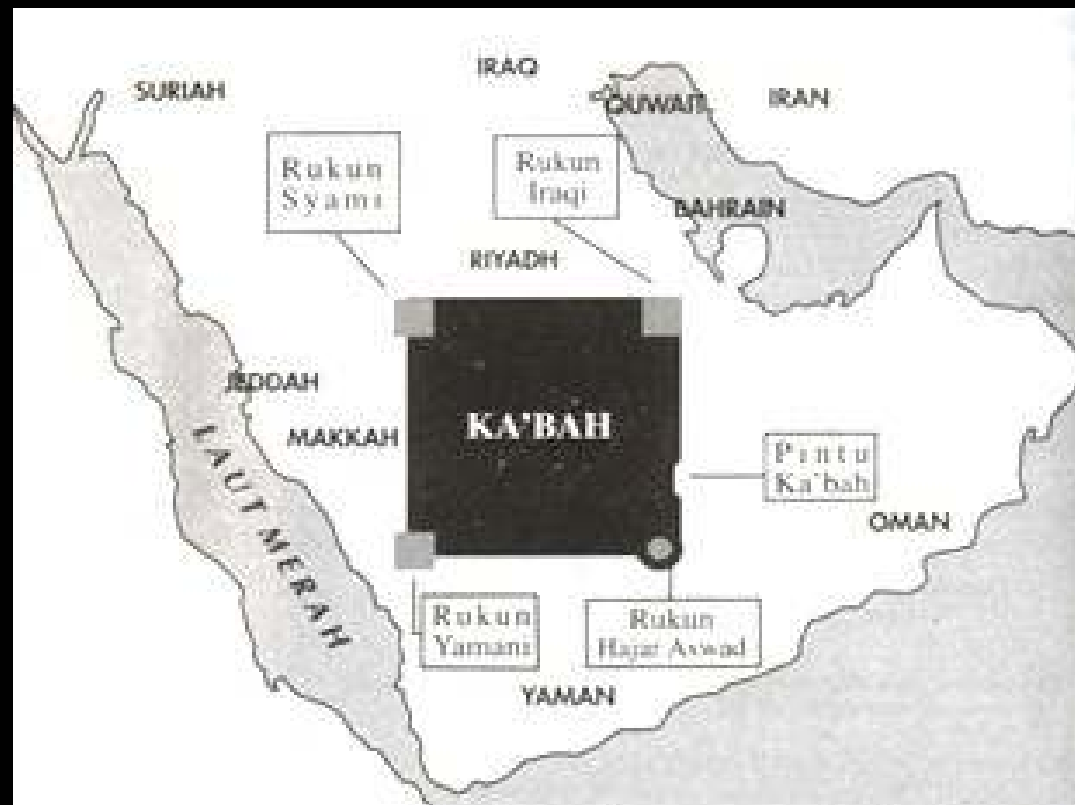 SURIAH
IRAQ
QUWAIT
IRAN
Rukun
Syami
Rukun
Iraqi
BAHRAIN
RIYADH
JEDDAH
MAKKAH
KA'BAH
LAUT MERAH
Pintu
Ka'bah
OMAN
Rukun
Yamani
Rukun
Hajar Aswad
YAMAN